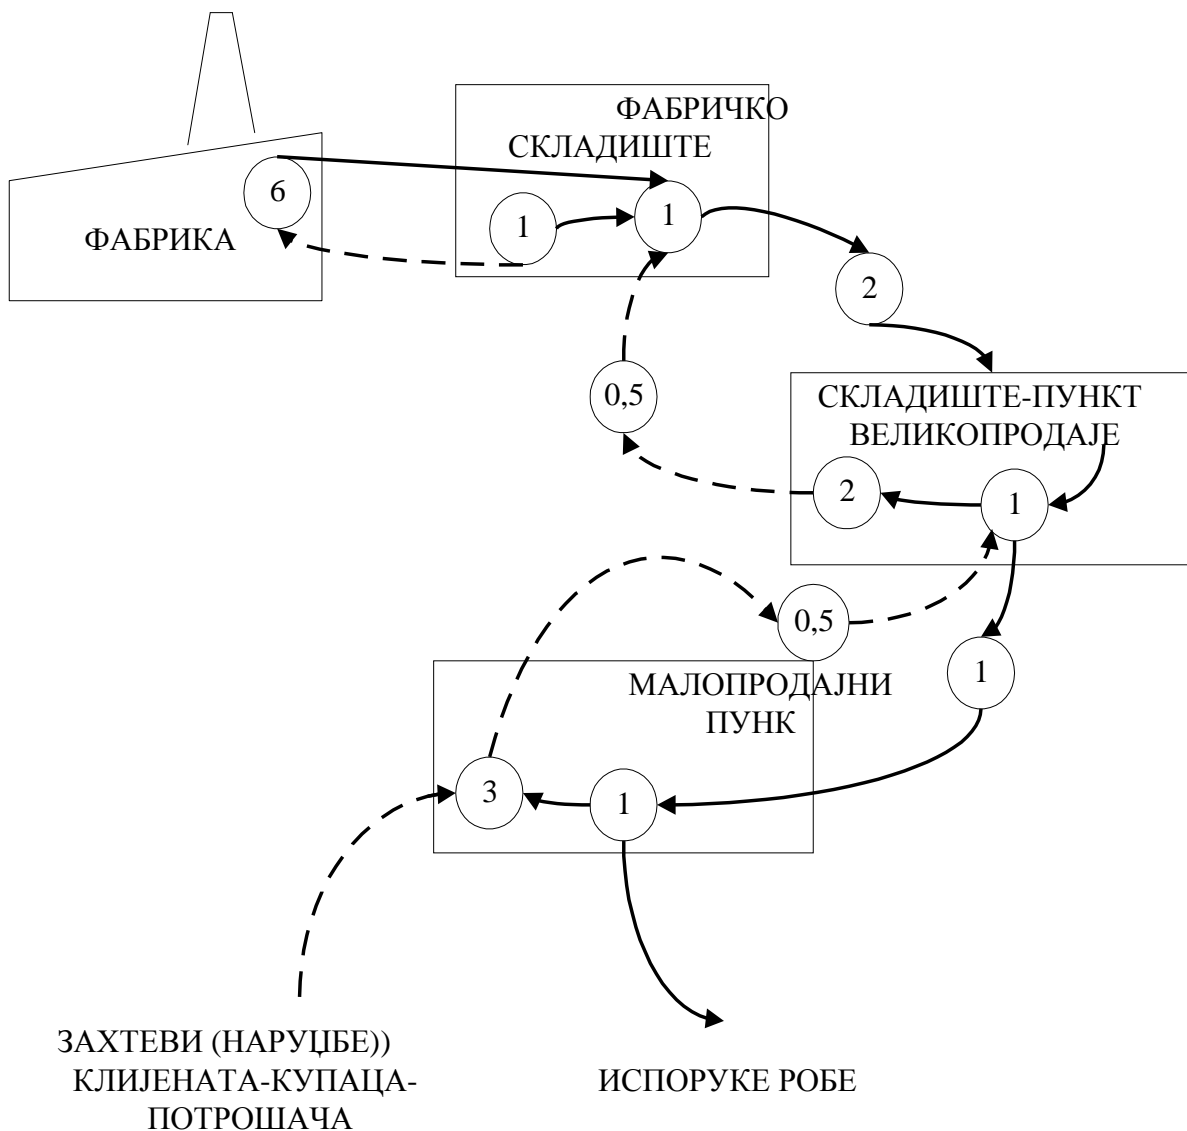 ФАБРИЧКО
СКЛАДИШТЕ
6
1
1
ФАБРИКА
2
0,5
СКЛАДИШТЕ-ПУНКТ
ВЕЛИКОПРОДАЈЕ
2
1
0,5
1
МАЛОПРОДАЈНИ
ПУНК
3
1
ЗАХТЕВИ (НАРУЏБЕ))
КЛИЈЕНАТА-КУПАЦА-
ПОТРОШАЧА
ИСПОРУКЕ РОБЕ